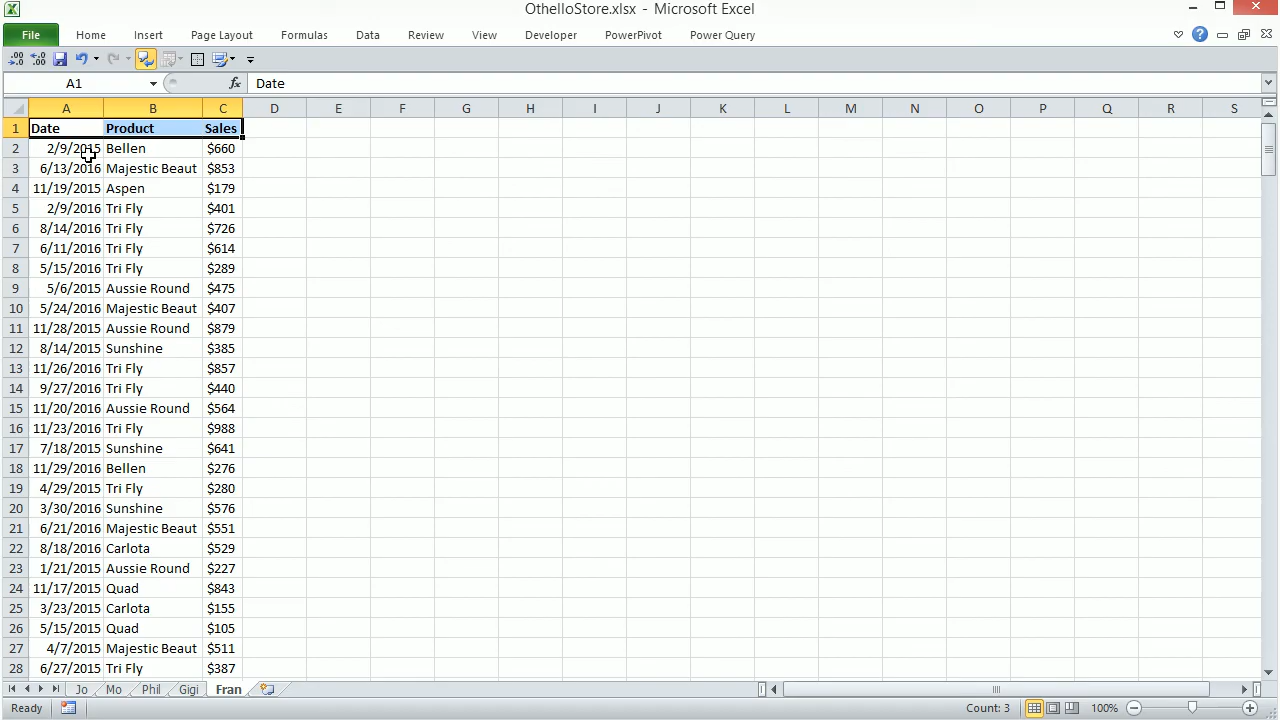 OthelloStore.xlsx - Microsoft Excel
File Home Insert Page Layout Formulas Data Review View Developer PowerPivot Power Query
A1 fx Date
A B C D E F G H I J K L M N O P Q R S
1 Date Product Sales
2 2/9/2015 Bellen $660
3 6/13/2016 Majestic Beaut $853
4 11/19/2015 Aspen $179
5 2/9/2016 Tri Fly $401
6 8/14/2016 Tri Fly $726
7 6/11/2016 Tri Fly $614
8 5/15/2016 Tri Fly $289
9 5/6/2015 Aussie Round $475
10 5/24/2016 Majestic Beaut $407
11 11/28/2015 Aussie Round $879
12 8/14/2015 Sunshine $385
13 11/26/2016 Tri Fly $857
14 9/27/2016 Tri Fly $440
15 11/20/2016 Aussie Round $564
16 11/23/2016 Tri Fly $988
17 7/18/2015 Sunshine $641
18 11/29/2016 Bellen $276
19 4/29/2015 Tri Fly $280
20 3/30/2016 Sunshine $576
21 6/21/2016 Majestic Beaut $551
22 8/18/2016 Carlota $529
23 1/21/2015 Aussie Round $227
24 11/17/2015 Quad $843
25 3/23/2015 Carlota $155
26 5/15/2015 Quad $105
27 4/7/2015 Majestic Beaut $511
28 6/27/2015 Tri Fly $387
Jo Mo Phil Gigi Fran
Ready Count: 3 100%